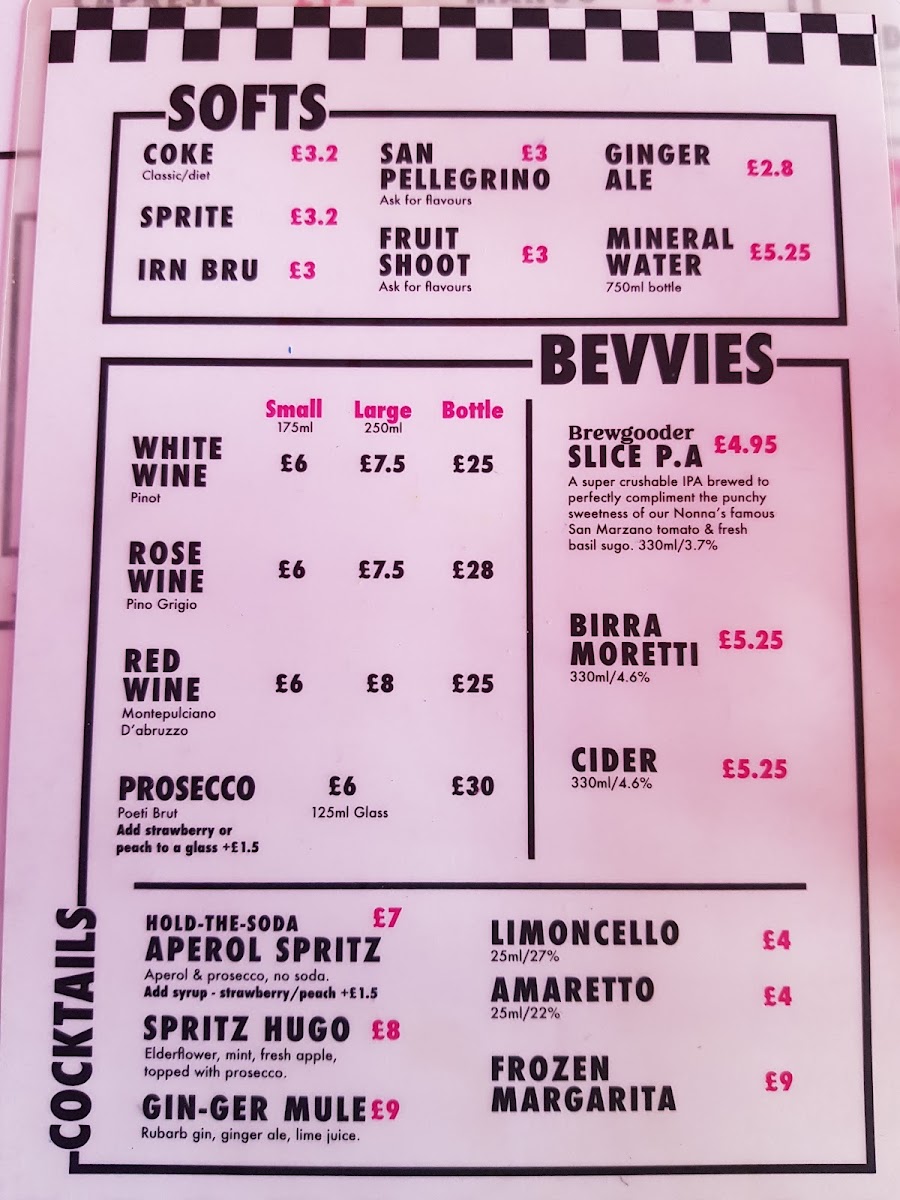 SOFTS
COKE £3.2
Classic/diet
SPRITE £3.2
IRN BRU £3
SAN £3
PELLEGRINO
Ask for flavours
FRUIT
SHOOT £3
Ask for flavours
GINGER
ALE £2.8
MINERAL
WATER £5.25
750ml bottle
BEVVIES
Small Large Bottle
175ml 250ml
WHITE
WINE £6 £7.5 £25
Pinot
ROSE
WINE £6 £7.5 £28
Pino Grigio
RED
WINE £6 £8 £25
Montepulciano
D'abruzzo
PROSECCO £6 £30
Poeti Brut 125ml Glass
Add strawberry or
peach to a glass +£1.5
Brewgooder
SLICE P.A £4.95
A super crushable IPA brewed to
perfectly compliment the punchy
sweetness of our Nonna's famous
San Marzano tomato & fresh
basil sugo. 330ml/3.7%
BIRRA
MORETTI £5.25
330ml/4.6%
CIDER £5.25
330ml/4.6%
COCKTAILS
HOLD-THE-SODA £7
APEROL SPRITZ
Aperol & prosecco, no soda.
Add syrup - strawberry/peach +£1.5
SPRITZ HUGO £8
Elderflower, mint, fresh apple,
topped with prosecco.
GIN-GER MULE £9
Rubarb gin, ginger ale, lime juice.
LIMONCELLO £4
25ml/27%
AMARETTO £4
25ml/22%
FROZEN
MARGARITA £9